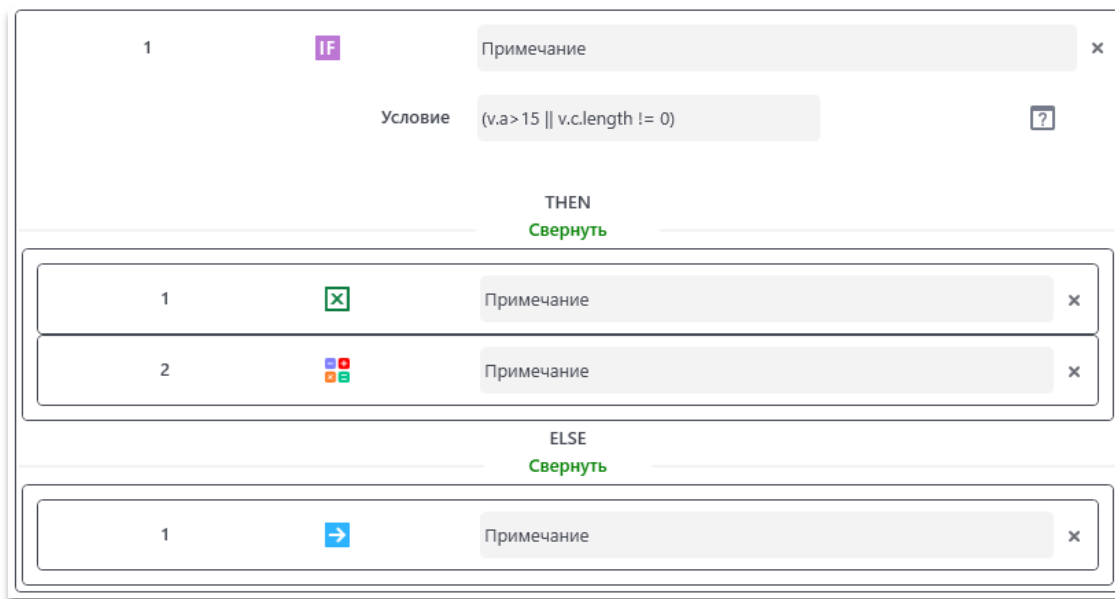 1 IF Примечание ×
Условие (v.a>15 || v.c.length != 0) ?
THEN
Свернуть
1 Примечание ×
2 Примечание ×
ELSE
Свернуть
1 Примечание ×